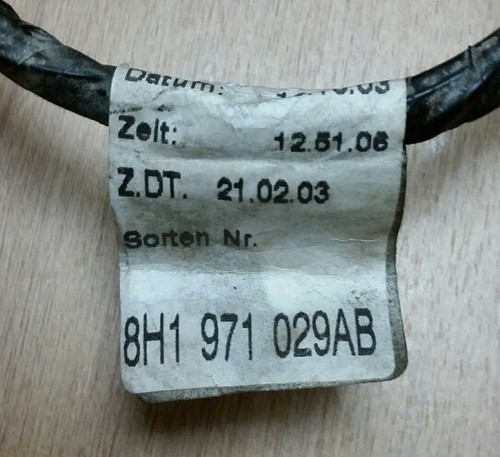 Datum:
Zeit: 12.51.06
Z.DT. 21.02.03
Sorten Nr.
8H1 971 029AB